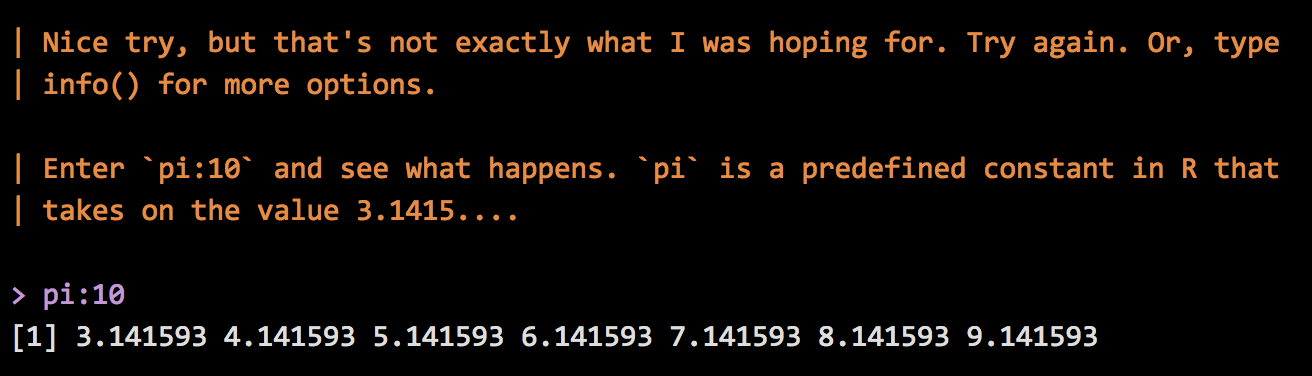 | Nice try, but that's not exactly what I was hoping for. Try again. Or, type
| info() for more options.
| Enter `pi:10` and see what happens. `pi` is a predefined constant in R that
| takes on the value 3.1415....
> pi:10
[1] 3.141593 4.141593 5.141593 6.141593 7.141593 8.141593 9.141593